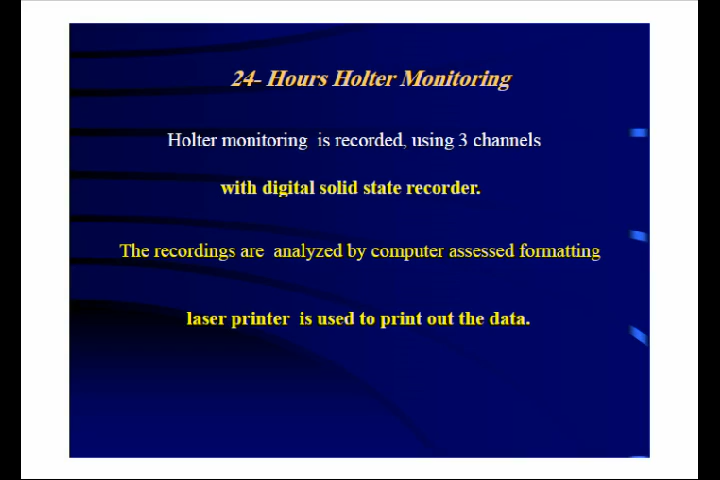 24- Hours Holter Monitoring
Holter monitoring is recorded, using 3 channels
with digital solid state recorder.
The recordings are analyzed by computer assessed formatting
laser printer is used to print out the data.